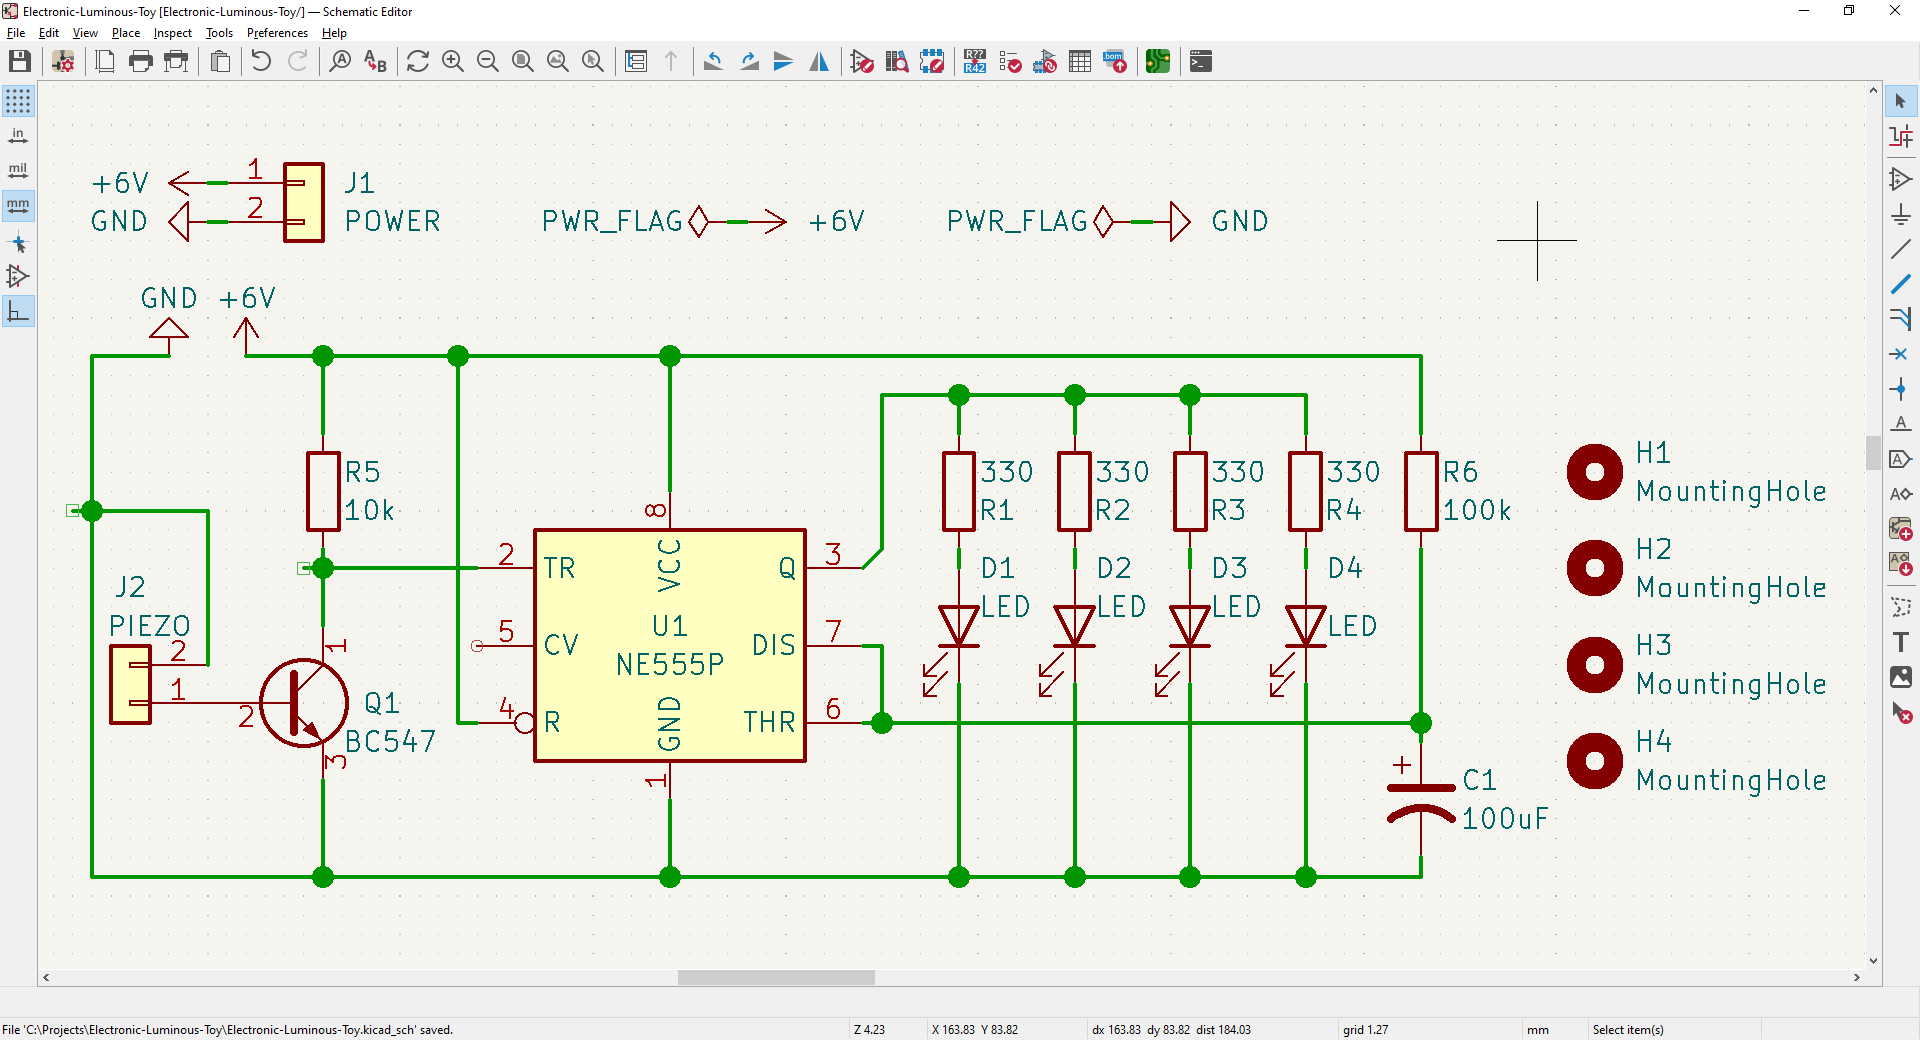 Electronic-Luminous-Toy [Electronic-Luminous-Toy/] — Schematic Editor
File Edit View Place Inspect Tools Preferences Help
A A B R?? R42 bom >_
in
mil
mm
+6V 1 J1
GND 2 POWER
PWR_FLAG +6V
PWR_FLAG GND
GND +6V
R5
10k
330
R1
330
R2
330
R3
330
R4
R6
100k
H1
MountingHole
H2
MountingHole
H3
MountingHole
H4
MountingHole
J2
PIEZO
2
1
1
2
3
Q1
BC547
8
2 TR VCC Q 3
5 CV U1 DIS 7
NE555P
4 R GND THR 6
1
D1
LED
D2
LED
D3
LED
D4
LED
+
C1
100uF
A
A
A
A
T
File 'C:\Projects\Electronic-Luminous-Toy\Electronic-Luminous-Toy.kicad_sch' saved. Z 4.23 X 163.83 Y 83.82 dx 163.83 dy 83.82 dist 184.03 grid 1.27 mm Select item(s)